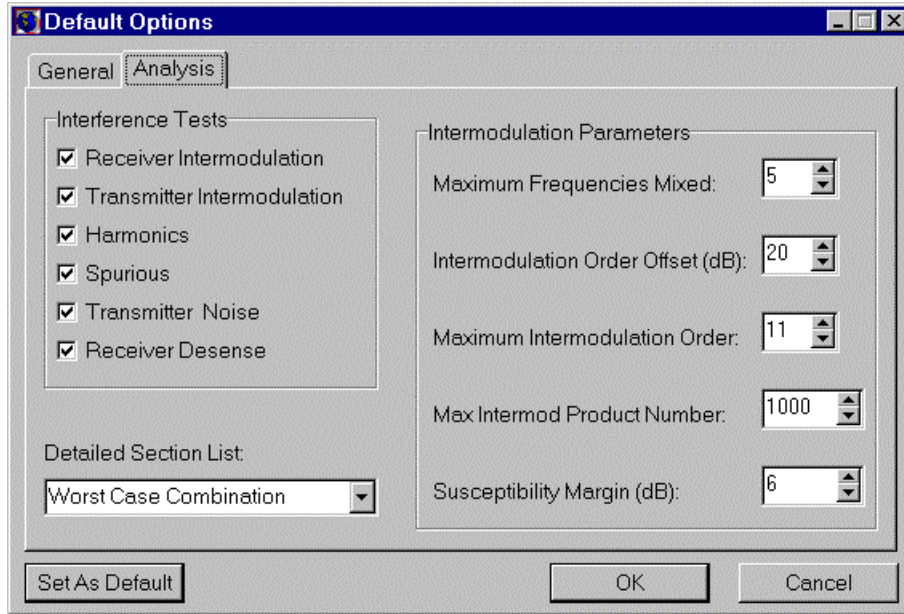 Default Options
General
Analysis
Interference Tests
Receiver Intermodulation
Transmitter Intermodulation
Harmonics
Spurious
Transmitter Noise
Receiver Desense
Detailed Section List:
Worst Case Combination
Intermodulation Parameters
Maximum Frequencies Mixed: 5
Intermodulation Order Offset (dB): 20
Maximum Intermodulation Order: 11
Max Intermod Product Number: 1000
Susceptibility Margin (dB): 6
Set As Default
OK
Cancel